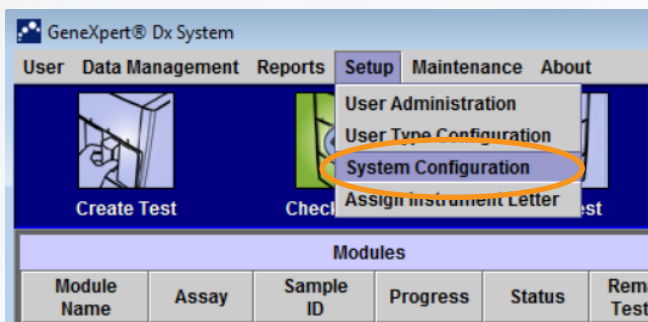 GeneXpert® Dx System
User Data Management Reports Setup Maintenance About
User Administration
User Type Configuration
System Configuration
Assign Instrument Letter
Create Test
Modules
Module Name
Assay
Sample ID
Progress
Status